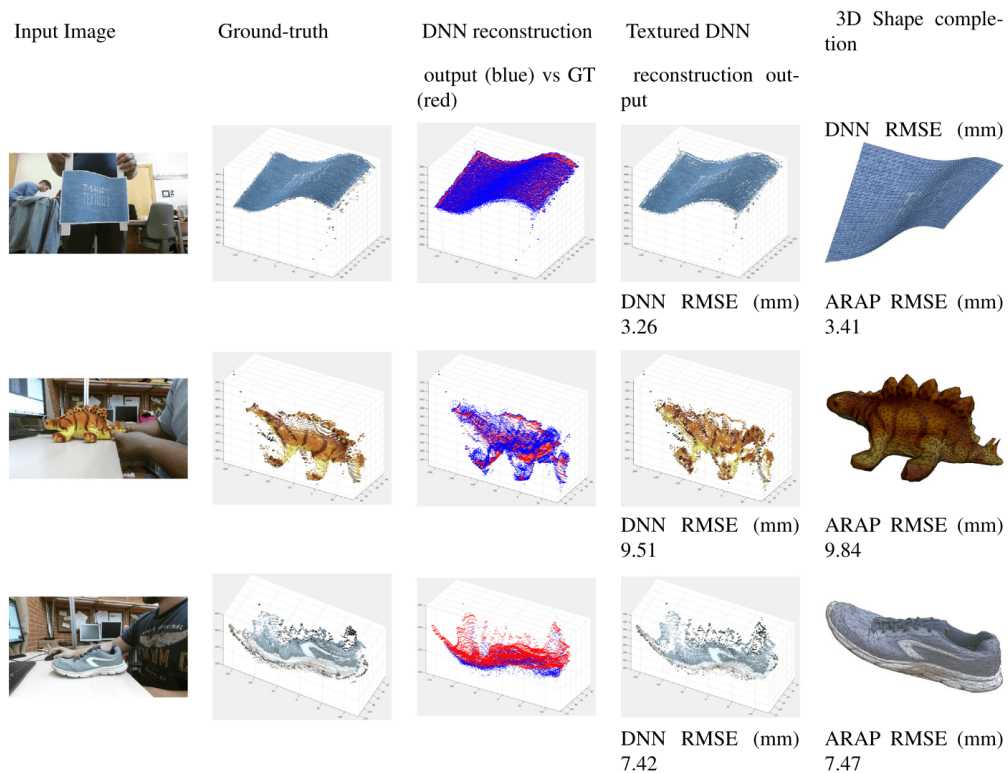 Input Image
Ground-truth
DNN reconstruction
output (blue) vs GT
(red)
Textured DNN
reconstruction out-
put
3D Shape comple-
tion
DNN RMSE (mm)
T-SHIRT
TEXTURED
DNN RMSE (mm)
3.26
ARAP RMSE (mm)
3.41
DNN RMSE (mm)
9.51
ARAP RMSE (mm)
9.84
DNN RMSE (mm)
7.42
ARAP RMSE (mm)
7.47